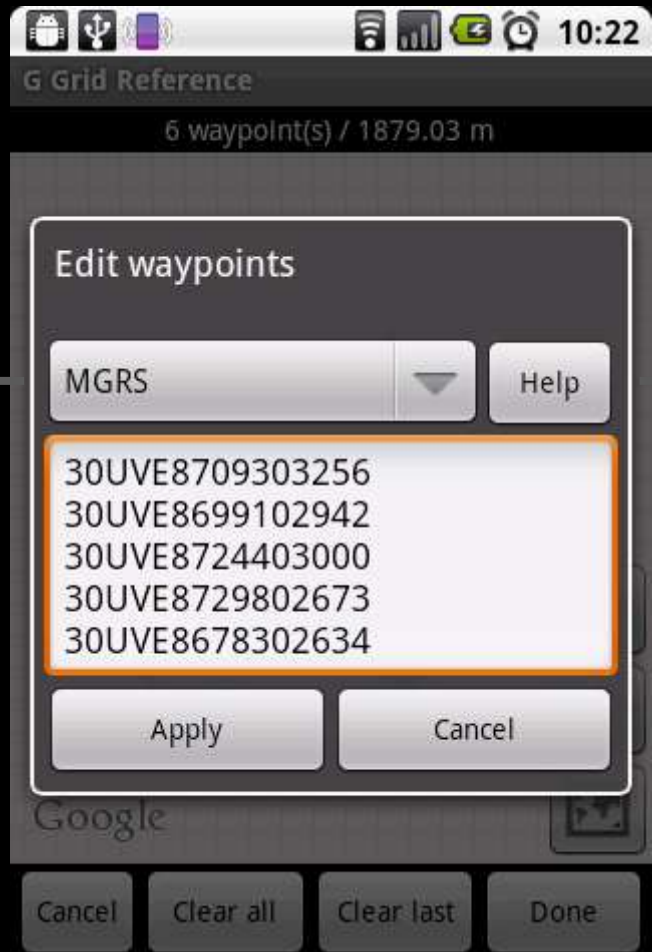 10:22
G Grid Reference
6 waypoint(s) / 1879.03 m
Edit waypoints
MGRS Help
30UVE8709303256
30UVE8699102942
30UVE8724403000
30UVE8729802673
30UVE8678302634
Apply Cancel
Google
Cancel Clear all Clear last Done